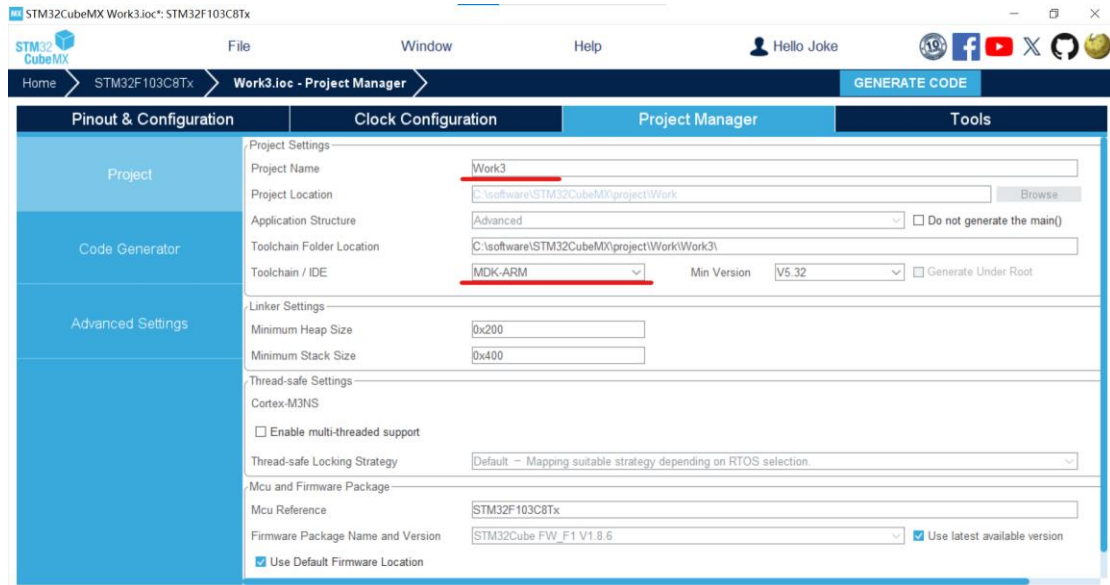 MX STM32CubeMX Work3.ioc*: STM32F103C8Tx
STM32 CubeMX File Window Help Hello Joke 10
Home STM32F103C8Tx Work3.ioc - Project Manager GENERATE CODE
Pinout & Configuration Clock Configuration Project Manager Tools
Project
Code Generator
Advanced Settings
Project Settings
Project Name Work3
Project Location C:\software\STM32CubeMX\project\Work Browse
Application Structure Advanced Do not generate the main()
Toolchain Folder Location C:\software\STM32CubeMX\project\Work\Work3\
Toolchain / IDE MDK-ARM Min Version V5.32 Generate Under Root
Linker Settings
Minimum Heap Size 0x200
Minimum Stack Size 0x400
Thread-safe Settings
Cortex-M3NS
Enable multi-threaded support
Thread-safe Locking Strategy Default − Mapping suitable strategy depending on RTOS selection.
Mcu and Firmware Package
Mcu Reference STM32F103C8Tx
Firmware Package Name and Version STM32Cube FW_F1 V1.8.6 Use latest available version
Use Default Firmware Location